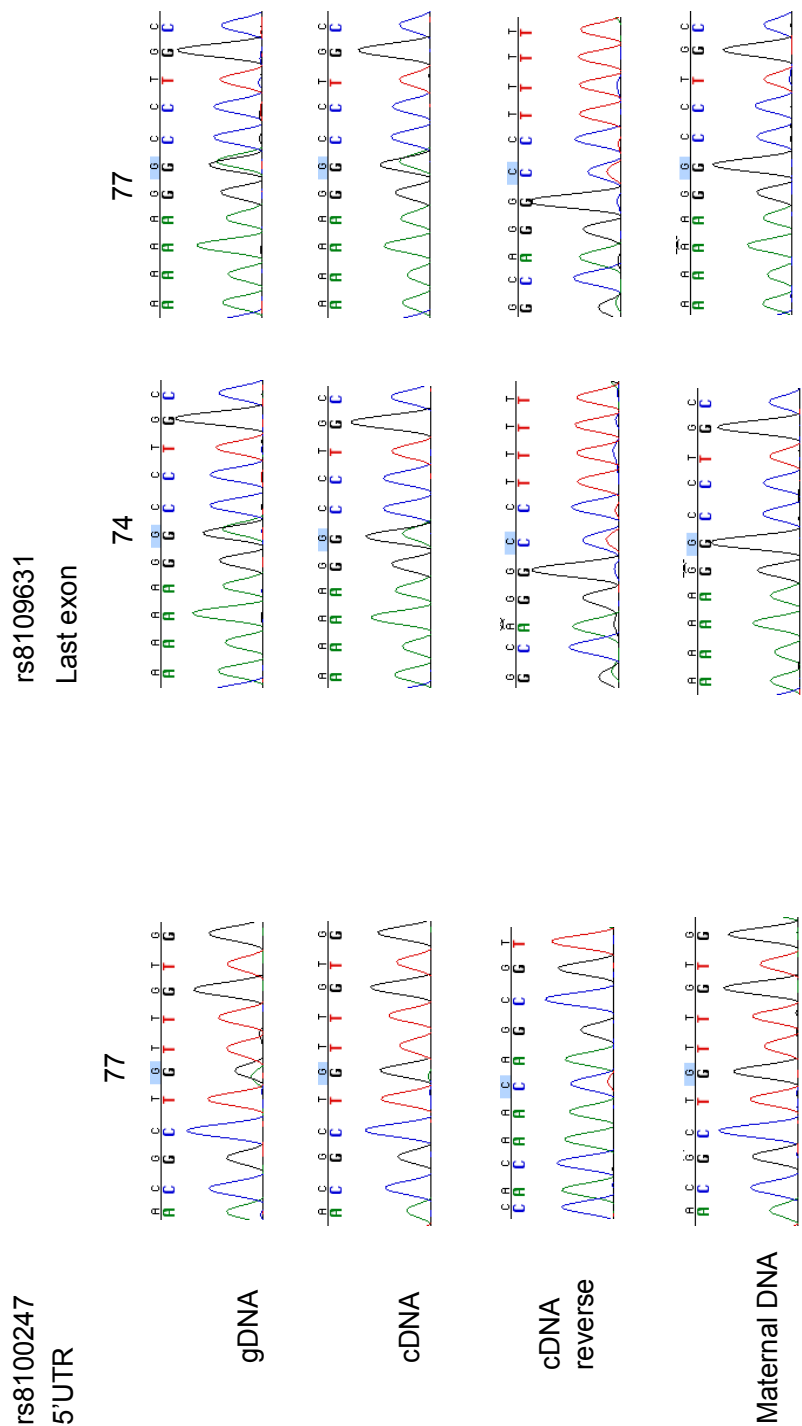 rs8100247
5'UTR
rs8109631
Last exon
77
74
77
gDNA
A C G C T G T T G T G
A C G C T G T T G T G
A A A A G G C C T G C
A A A A G G C C T G C
A A A A G G C C T G C
A A A A G G C C T G C
cDNA
A C G C T G T T G T G
A C G C T G T T G T G
A A A A G G C C T G C
A A A A G G C C T G C
A A A A G G C C T G C
A A A A G G C C T G C
cDNA
reverse
C A C A A C A G C G T
C A C A A C A G C G T
G C A G G C C T T T T
G C A G G C C T T T T
G C A G G C C T T T T
G C A G G C C T T T T
Maternal DNA
A C G C T G T T G T G
A C G C T G T T G T G
A A A A G G C C T G C
A A A A G G C C T G C
A A A A G G C C T G C
A A A A G G C C T G C